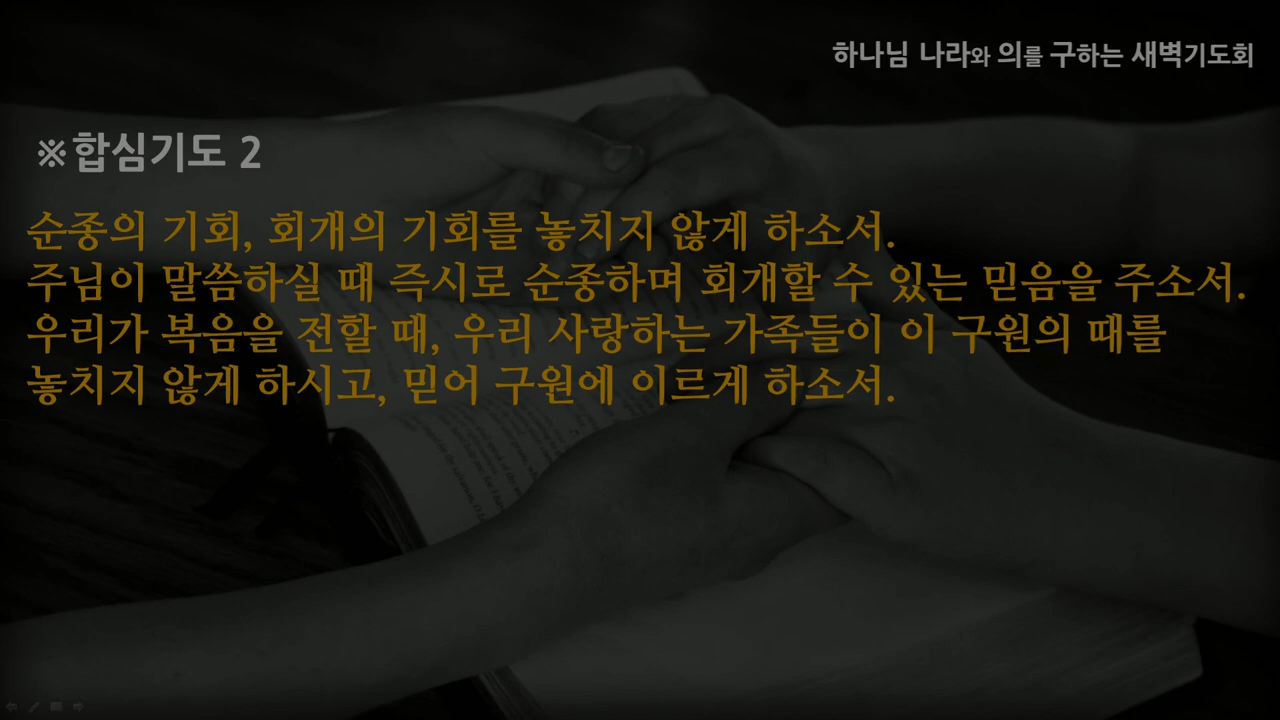 하나님 나라와 의를 구하는 새벽기도회
※합심기도 2
순종의 기회, 회개의 기회를 놓치지 않게 하소서.
주님이 말씀하실 때 즉시로 순종하며 회개할 수 있는 믿음을 주소서.
우리가 복음을 전할 때, 우리 사랑하는 가족들이 이 구원의 때를
놓치지 않게 하시고, 믿어 구원에 이르게 하소서.